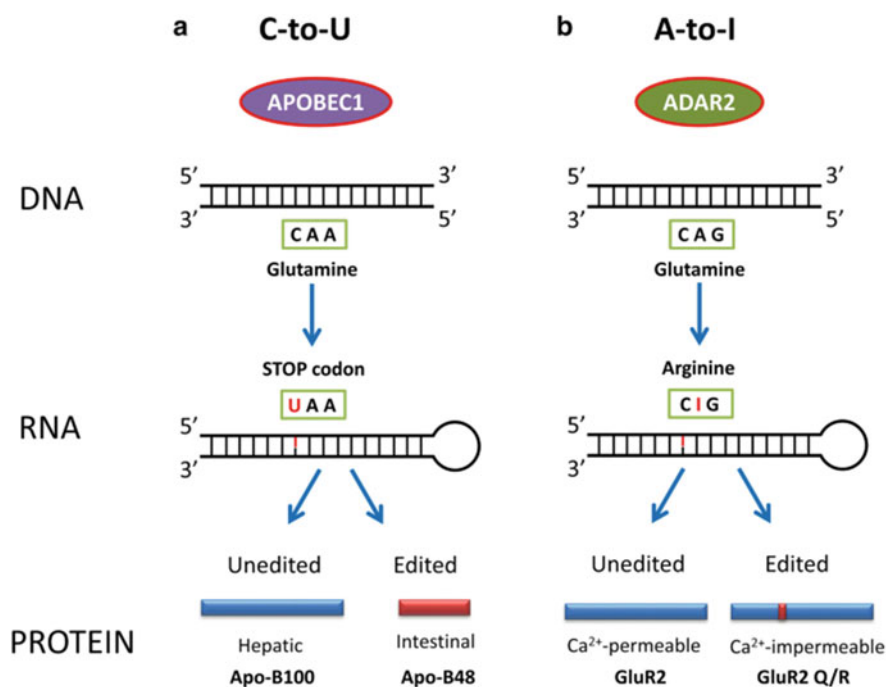 a C-to-U
APOBEC1
DNA
5′ 3′
3′ 5′
C A A
Glutamine
STOP codon
U A A
RNA
5′
3′
Unedited Edited
PROTEIN
Hepatic Intestinal
Apo-B100 Apo-B48
b A-to-I
ADAR2
5′ 3′
3′ 5′
C A G
Glutamine
Arginine
C I G
5′
3′
Unedited Edited
Ca²⁺-permeable Ca²⁺-impermeable
GluR2 GluR2 Q/R